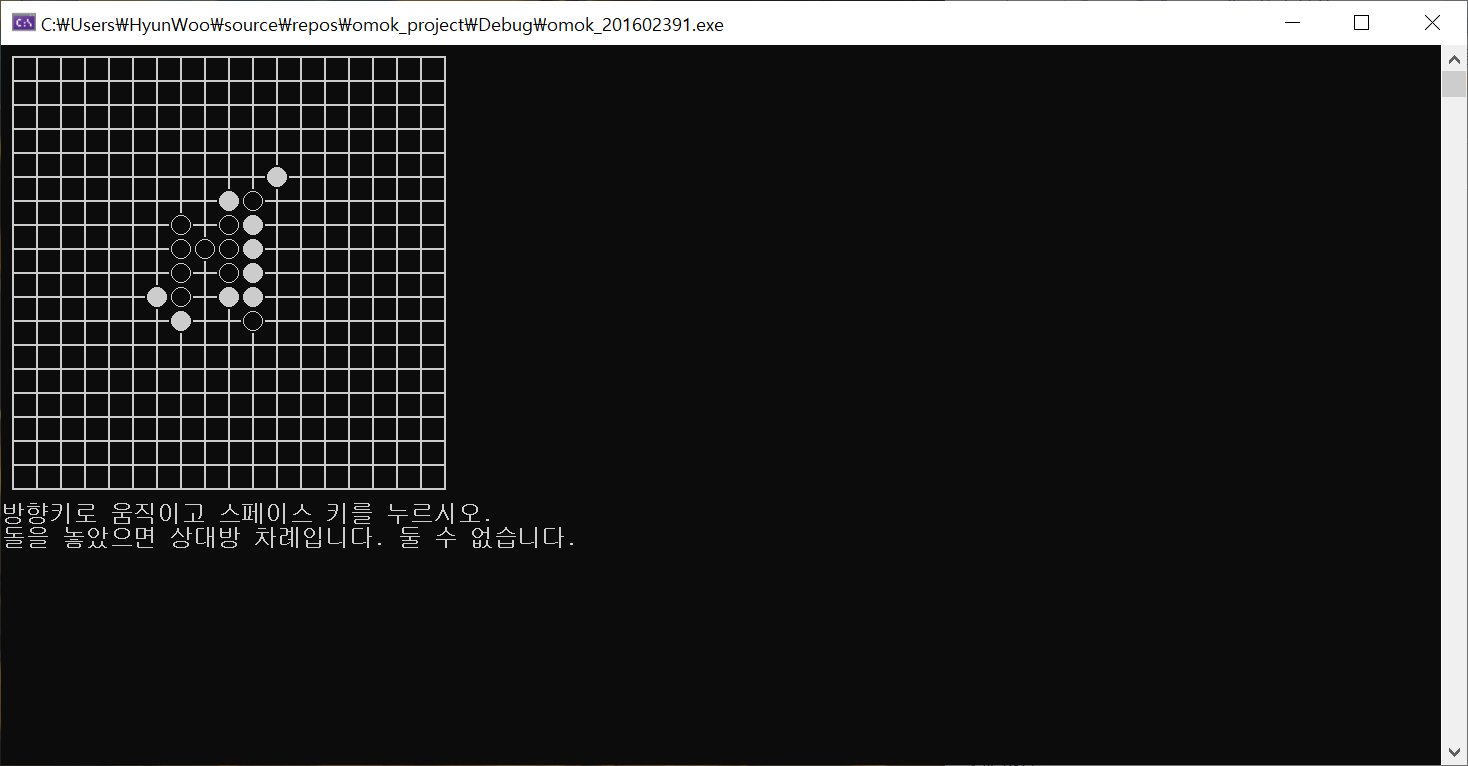 C:₩Users₩HyunWoo₩source₩repos₩omok_project₩Debug₩omok_201602391.exe
방향키로 움직이고 스페이스 키를 누르시오.
돌을 놓았으면 상대방 차례입니다. 둘 수 없습니다.